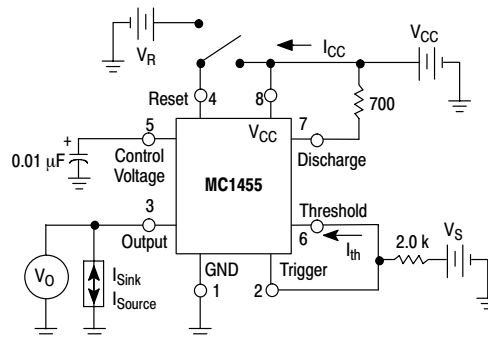 V_R
I_CC
V_CC
Reset
4
8
700
5
V_CC
7
+
0.01 μF
Control
Voltage
Discharge
MC1455
3
Threshold
Output
6
V_S
I_th
2.0 k
V_O
I_Sink
I_Source
GND
Trigger
1
2